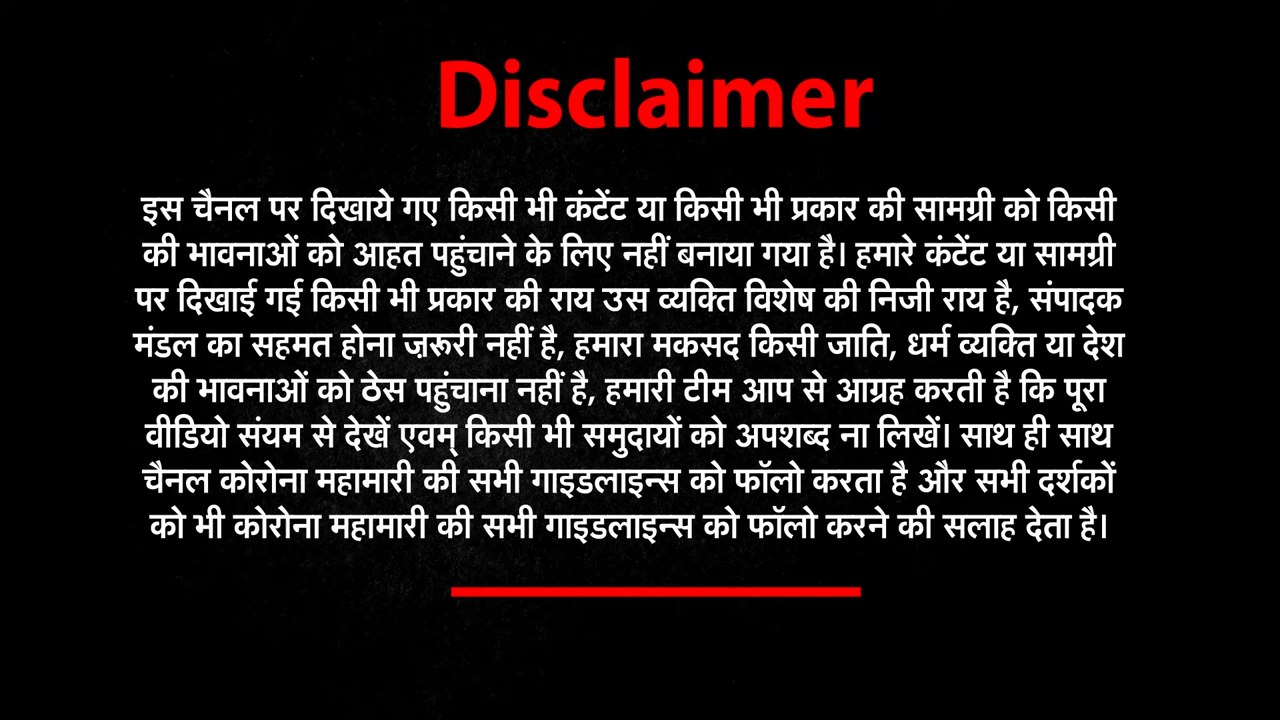 Disclaimer
इस चैनल पर दिखाये गए किसी भी कंटेंट या किसी भी प्रकार की सामग्री को किसी
की भावनाओं को आहत पहुंचाने के लिए नहीं बनाया गया है। हमारे कंटेंट या सामग्री
पर दिखाई गई किसी भी प्रकार की राय उस व्यक्ति विशेष की निजी राय है, संपादक
मंडल का सहमत होना ज़रूरी नहीं है, हमारा मकसद किसी जाति, धर्म व्यक्ति या देश
की भावनाओं को ठेस पहुंचाना नहीं है, हमारी टीम आप से आग्रह करती है कि पूरा
वीडियो संयम से देखें एवम् किसी भी समुदायों को अपशब्द ना लिखें। साथ ही साथ
चैनल कोरोना महामारी की सभी गाइडलाइन्स को फॉलो करता है और सभी दर्शकों
को भी कोरोना महामारी की सभी गाइडलाइन्स को फॉलो करने की सलाह देता है।